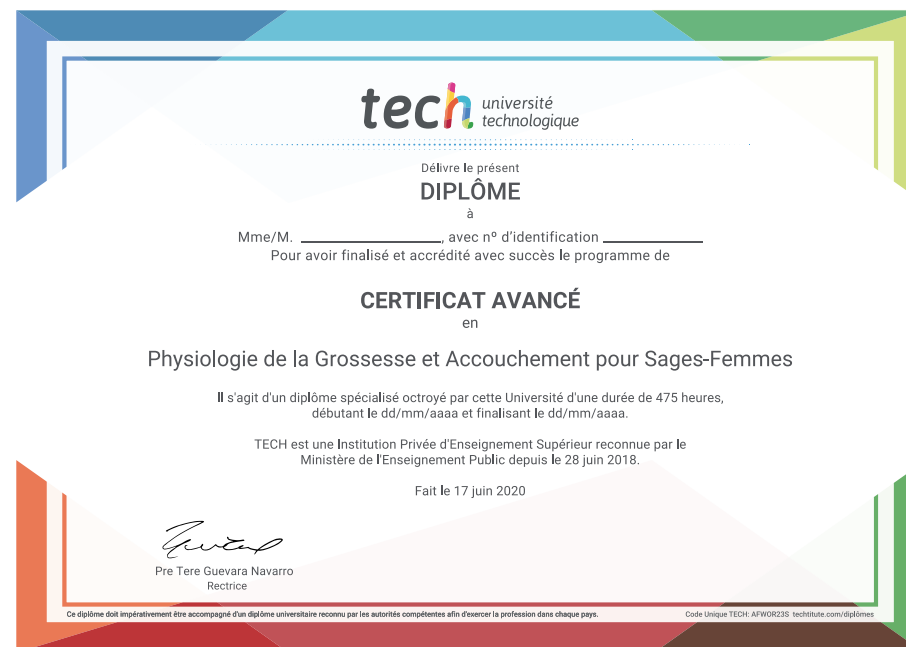 tech université
technologique
Délivre le présent
DIPLÔME
à
Mme/M. ____________________, avec nº d'identification ______________
Pour avoir finalisé et accrédité avec succès le programme de
CERTIFICAT AVANCÉ
en
Physiologie de la Grossesse et Accouchement pour Sages-Femmes
Il s'agit d'un diplôme spécialisé octroyé par cette Université d'une durée de 475 heures,
débutant le dd/mm/aaaa et finalisant le dd/mm/aaaa.
TECH est une Institution Privée d'Enseignement Supérieur reconnue par le
Ministère de l'Enseignement Public depuis le 28 juin 2018.
Fait le 17 juin 2020
Pre Tere Guevara Navarro
Rectrice
Ce diplôme doit impérativement être accompagné d'un diplôme universitaire reconnu par les autorités compétentes afin d'exercer la profession dans chaque pays.
Code Unique TECH: AFWOR23S techtitute.com/diplômes